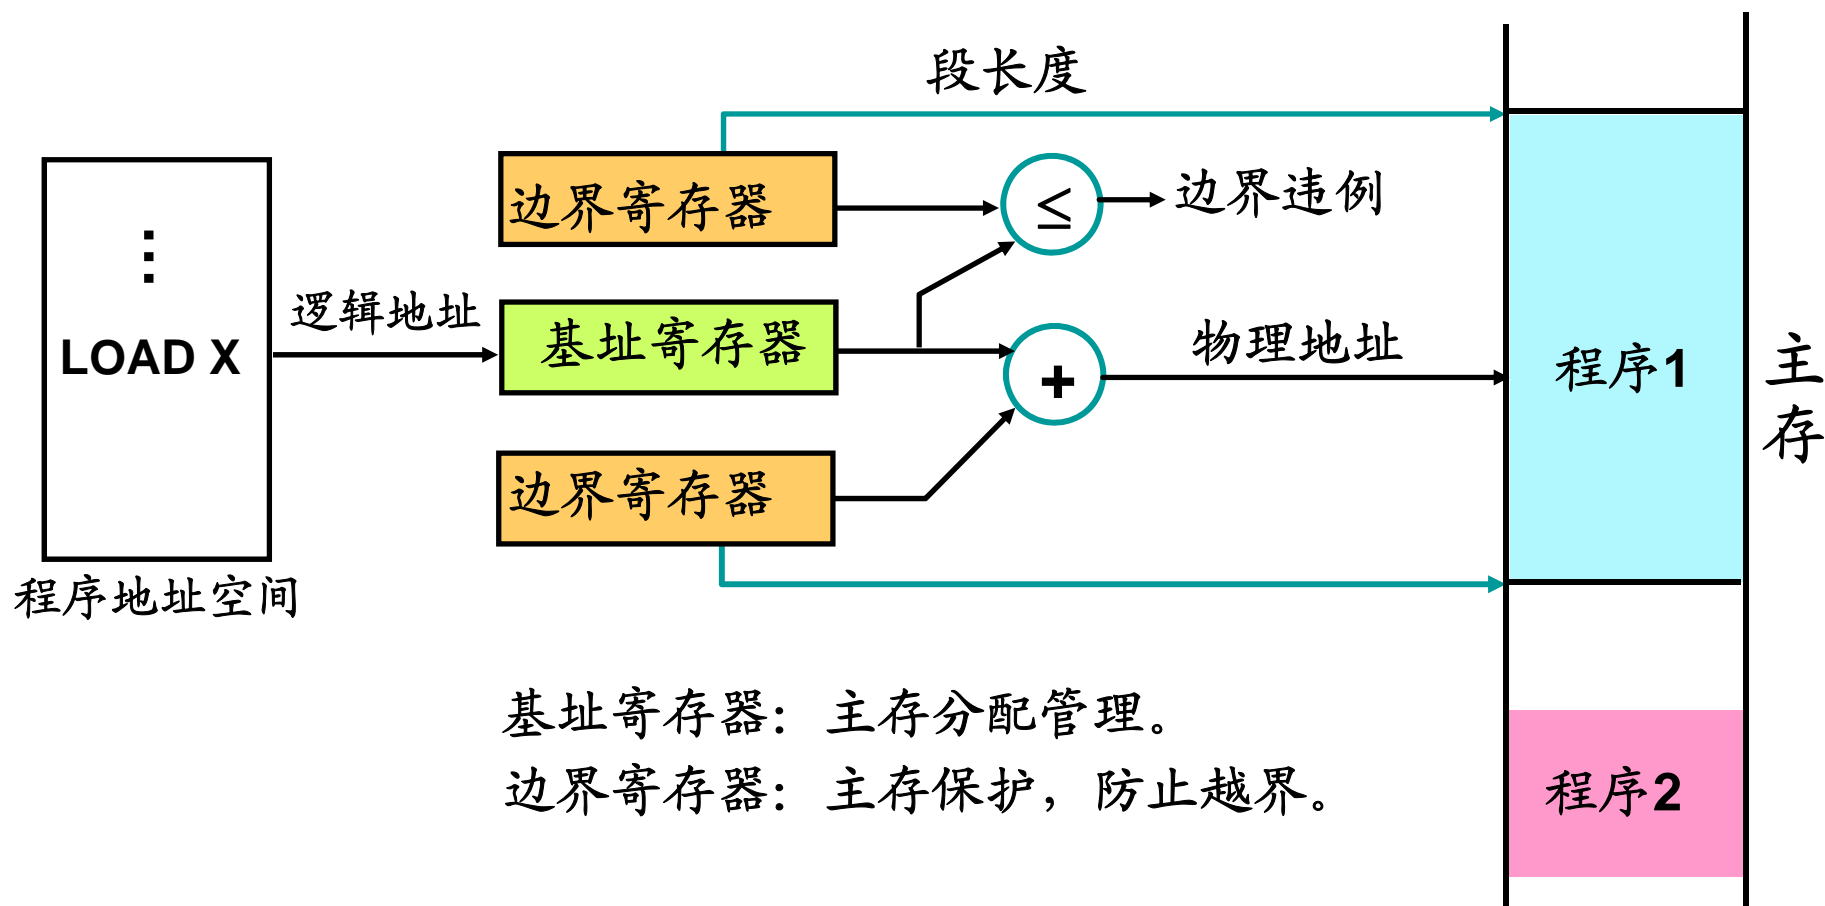 段长度
边界寄存器
≤
边界违例
⋮
LOAD X
逻辑地址
基址寄存器
+
物理地址
程序1
主存
边界寄存器
程序地址空间
基址寄存器：主存分配管理。
边界寄存器：主存保护，防止越界。
程序2